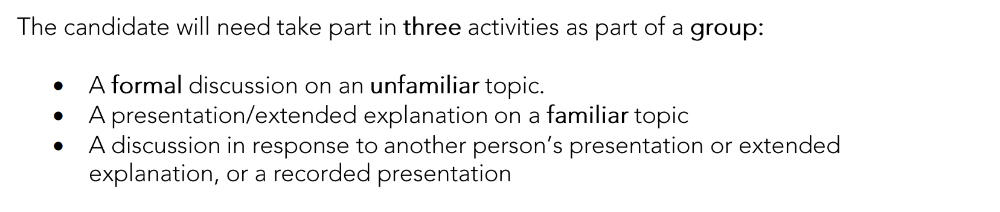 The candidate will need take part in three activities as part of a group:
• A formal discussion on an unfamiliar topic.
• A presentation/extended explanation on a familiar topic
• A discussion in response to another person’s presentation or extended
explanation, or a recorded presentation